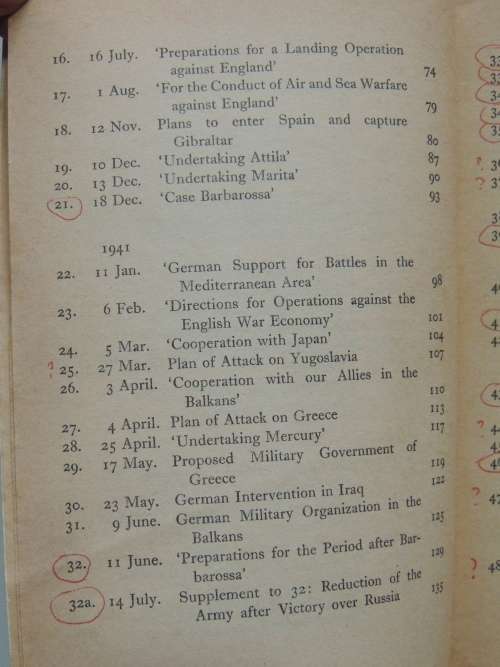 16. 16 July. 'Preparations for a Landing Operation
against England' 74
17. 1 Aug. 'For the Conduct of Air and Sea Warfare
against England' 79
18. 12 Nov. Plans to enter Spain and capture
Gibraltar 80
19. 10 Dec. 'Undertaking Attila' 87
20. 13 Dec. 'Undertaking Marita' 90
21. 18 Dec. 'Case Barbarossa' 93
1941
22. 11 Jan. 'German Support for Battles in the
Mediterranean Area' 98
23. 6 Feb. 'Directions for Operations against the
English War Economy' 101
24. 5 Mar. 'Cooperation with Japan' 104
? 25. 27 Mar. Plan of Attack on Yugoslavia 107
26. 3 April. 'Cooperation with our Allies in the
Balkans' 110
27. 4 April. Plan of Attack on Greece 113
28. 25 April. 'Undertaking Mercury' 117
29. 17 May. Proposed Military Government of
Greece 119
30. 23 May. German Intervention in Iraq 122
31. 9 June. German Military Organization in the
Balkans 125
32. 11 June. 'Preparations for the Period after Bar-
barossa' 129
32a. 14 July. Supplement to 32: Reduction of the
Army after Victory over Russia 135